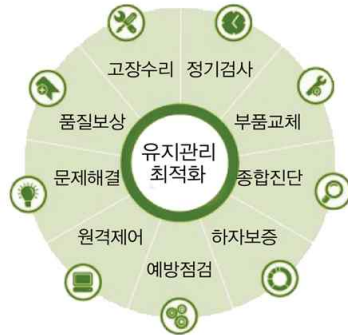 고장수리 정기검사
품질보상 부품교체
유지관리
최적화
문제해결 종합진단
원격제어 하자보증
예방점검